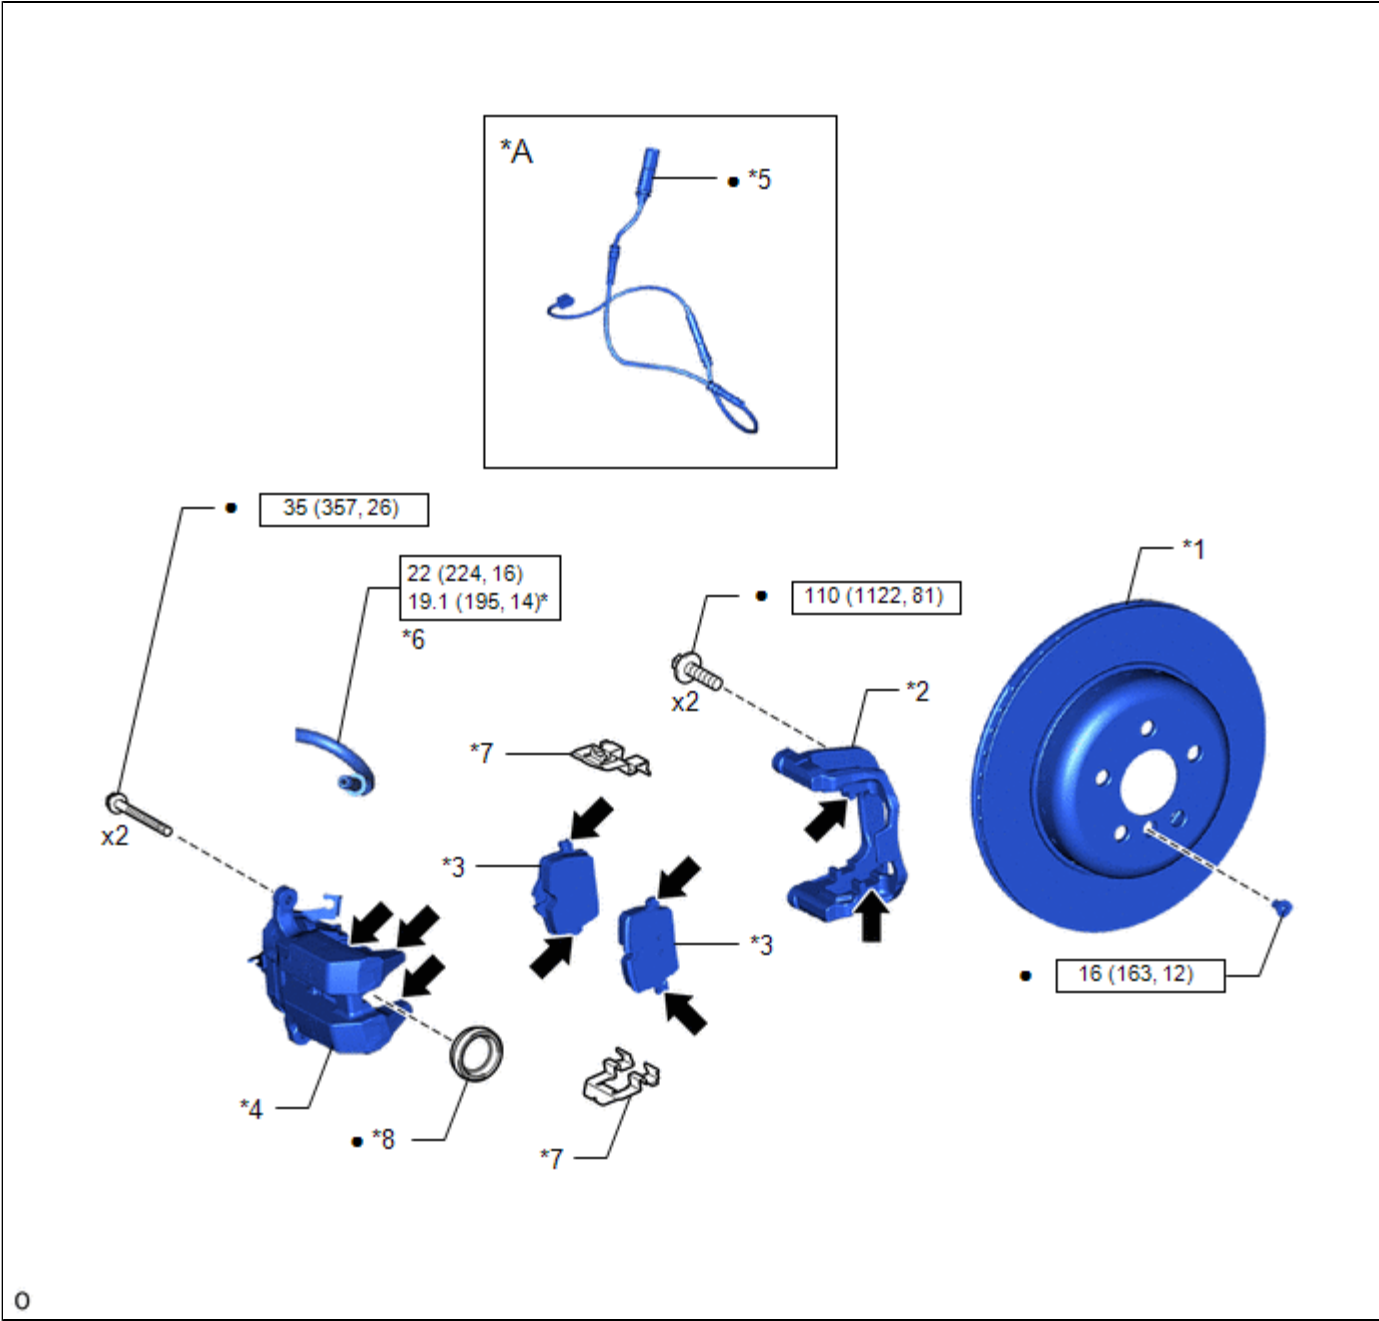 *A
● *5
● 35 (357, 26)
22 (224, 16)
19.1 (195, 14)*
*6
*1
● 110 (1122, 81)
x2
*2
*7
x2
*3
*3
● 16 (163, 12)
*4
● *8
*7
O